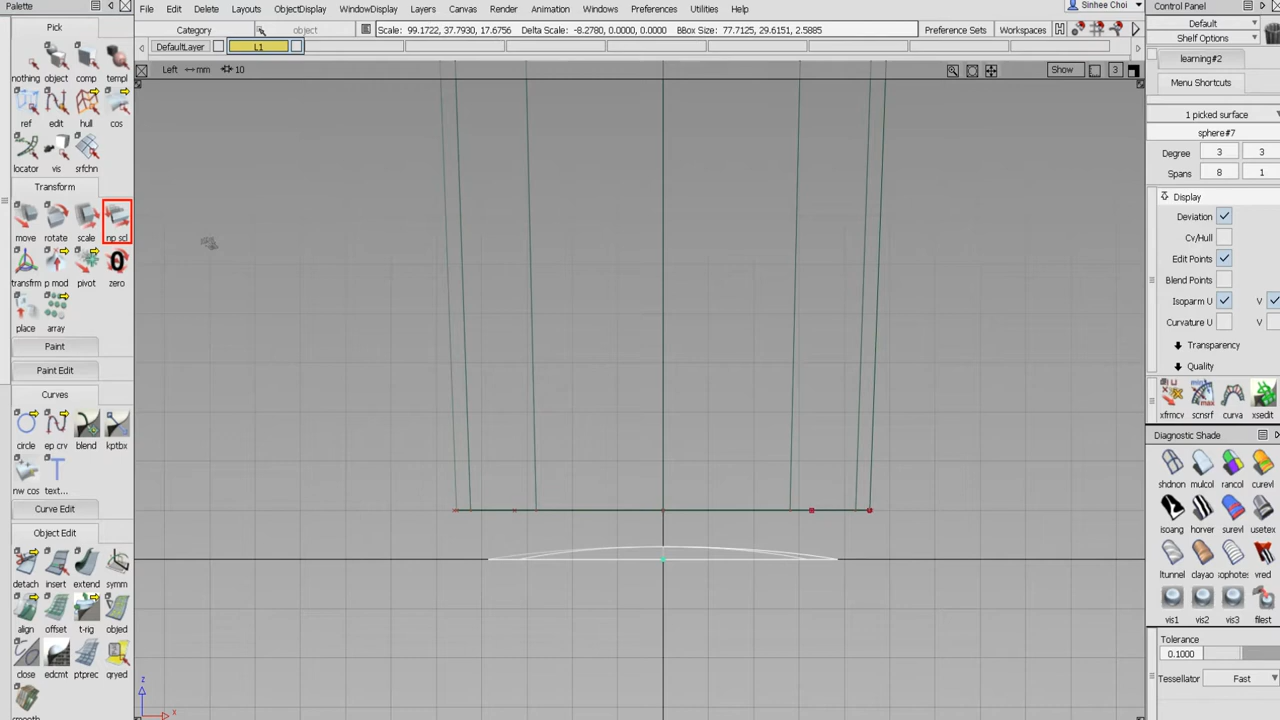 Palette
File Edit Delete Layouts ObjectDisplay WindowDisplay Layers Canvas Render Animation Windows Preferences Utilities Help
Sinhee Choi
Control Panel
Category object Scale: 99.1722, 37.7930, 17.6756 Delta Scale: -8.2780, 0.0000, 0.0000 BBox Size: 77.7125, 29.6151, 2.5885
Preference Sets Workspaces
DefaultLayer L1
Left mm 10
Show 3
Pick
nothing object comp templ
ref edit hull cos
locator vis srfchn
Transform
move rotate scale np scl
transfrm p mod pivot zero
0
place array
Paint
Paint Edit
Curves
circle ep crv blend kptbx
nw cos text...
Curve Edit
Object Edit
detach insert extend symm
align offset t-rig objed
close edcmt ptprec qryed
smooth
z
x
Default
Shelf Options
learning#2
Menu Shortcuts
1 picked surface
sphere#7
Degree 3 3
Spans 8 1
Display
Deviation
Cv/Hull
Edit Points
Blend Points
Isoparm U V
Curvature U V
Transparency
Quality
xfrmcv scnsrf curva xsedit
Diagnostic Shade
shdnon mulcol rancol curevl
isoang horver surevl usetex
ltunnel clayao isophotes vred
vis1 vis2 vis3 filest
Tolerance
0.1000
Tessellator Fast